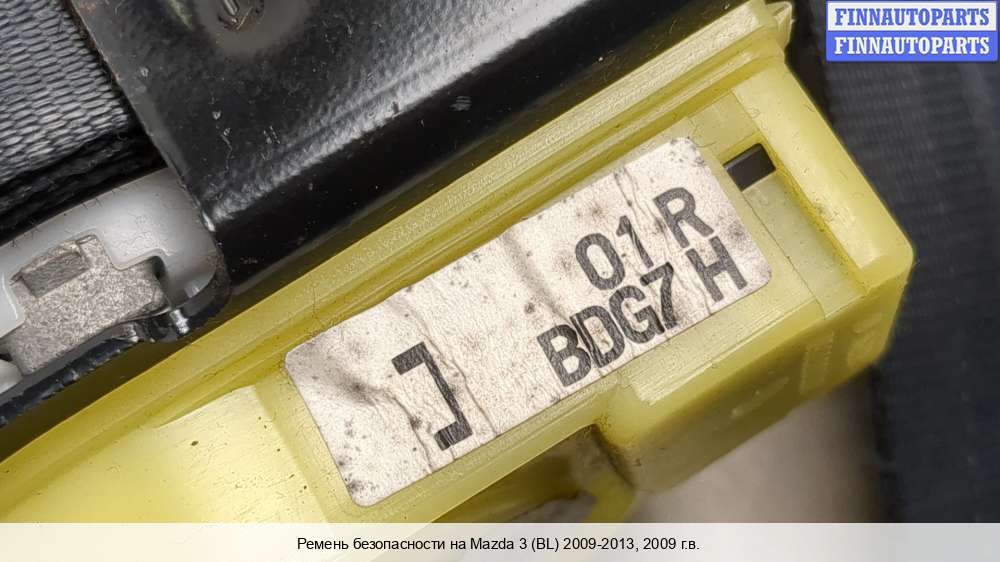 FINNAUTOPARTS
FINNAUTOPARTS
01 R
BDG7 H
Ремень безопасности на Mazda 3 (BL) 2009-2013, 2009 г.в.